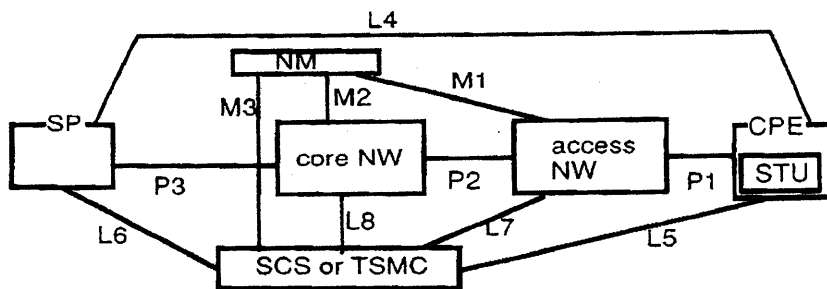 L4
NM
M3
M2
M1
SP
core NW
access
NW
CPE
STU
P3
P2
P1
L6
L8
L7
L5
SCS or TSMC